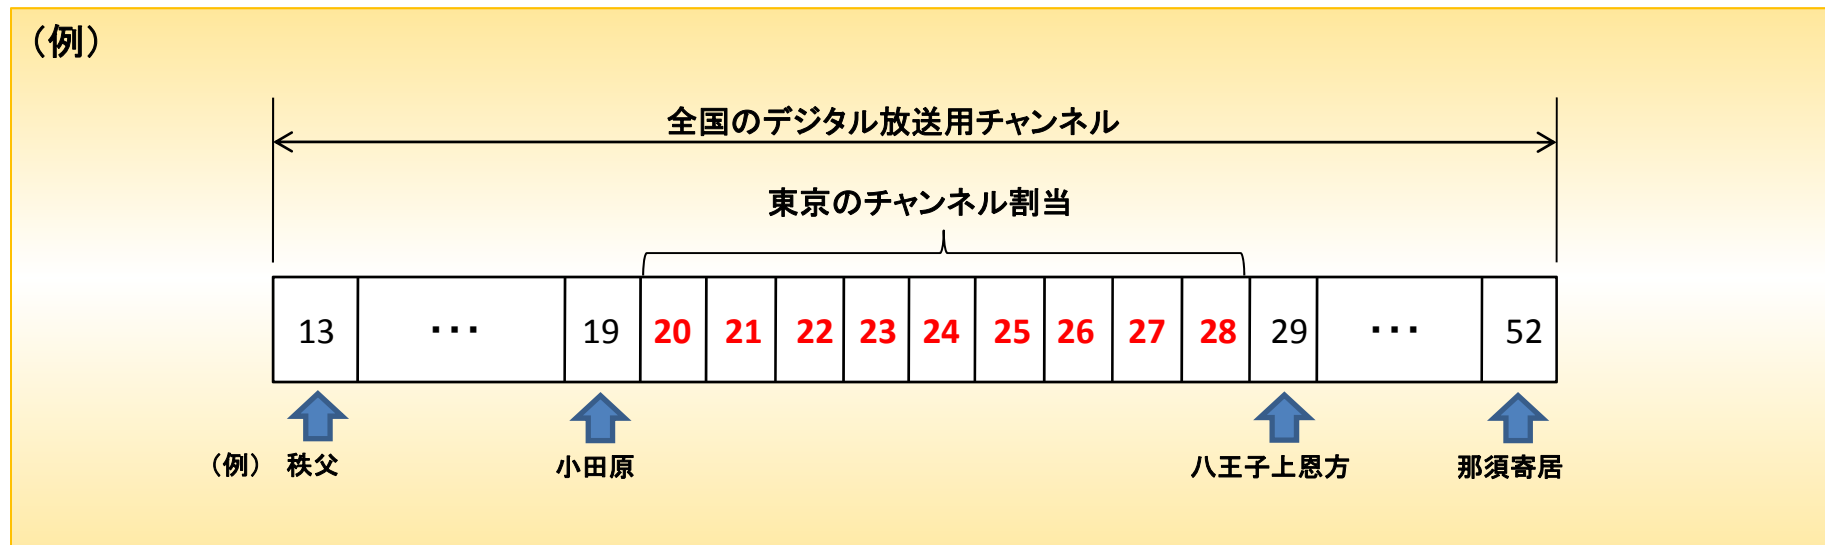 （例）
全国のデジタル放送用チャンネル
東京のチャンネル割当
13 ･･･ 19 20 21 22 23 24 25 26 27 28 29 ･･･ 52
（例） 秩父 小田原 八王子上恩方 那須寄居